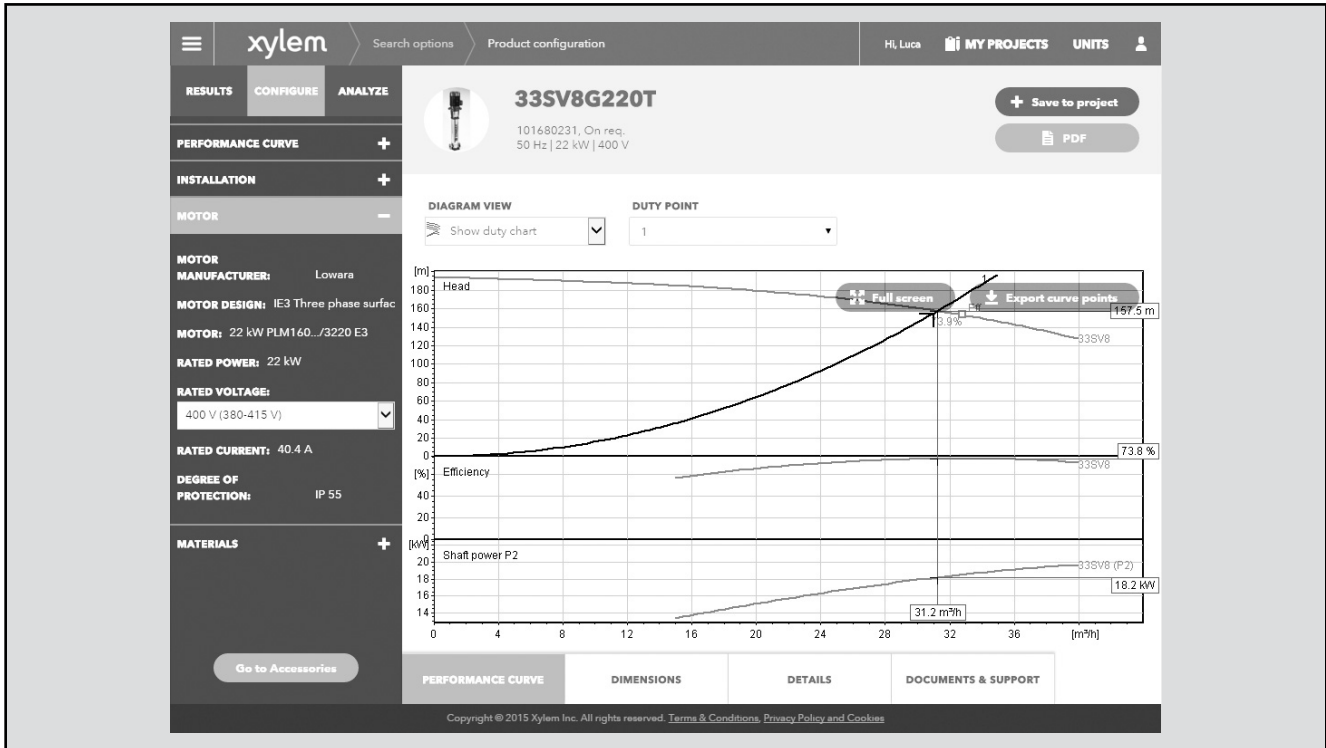 xylem
Search options
Product configuration
Hi, Luca
MY PROJECTS
UNITS
RESULTS
CONFIGURE
ANALYZE
PERFORMANCE CURVE
INSTALLATION
MOTOR
MOTOR
MANUFACTURER: Lowara
MOTOR DESIGN: IE3 Three phase surfac
MOTOR: 22 kW PLM160.../3220 E3
RATED POWER: 22 kW
RATED VOLTAGE:
400 V (380-415 V)
RATED CURRENT: 40.4 A
DEGREE OF
PROTECTION: IP 55
MATERIALS
Go to Accessories
33SV8G220T
101680231, On req.
50 Hz | 22 kW | 400 V
+ Save to project
PDF
DIAGRAM VIEW
Show duty chart
DUTY POINT
1
[m]
Head
180
160
140
120
100
80
60
40
20
0
1
Full screen
Export curve points
Eff
157.5 m
3.9%
33SV8
73.8 %
[%]
Efficiency
33SV8
40
20
0
[kW]
Shaft power P2
20
18
16
14
33SV8 (P2)
18.2 kW
31.2 m³/h
0 4 8 12 16 20 24 28 32 36 [m³/h]
PERFORMANCE CURVE
DIMENSIONS
DETAILS
DOCUMENTS & SUPPORT
Copyright © 2015 Xylem Inc. All rights reserved. Terms & Conditions, Privacy Policy and Cookies